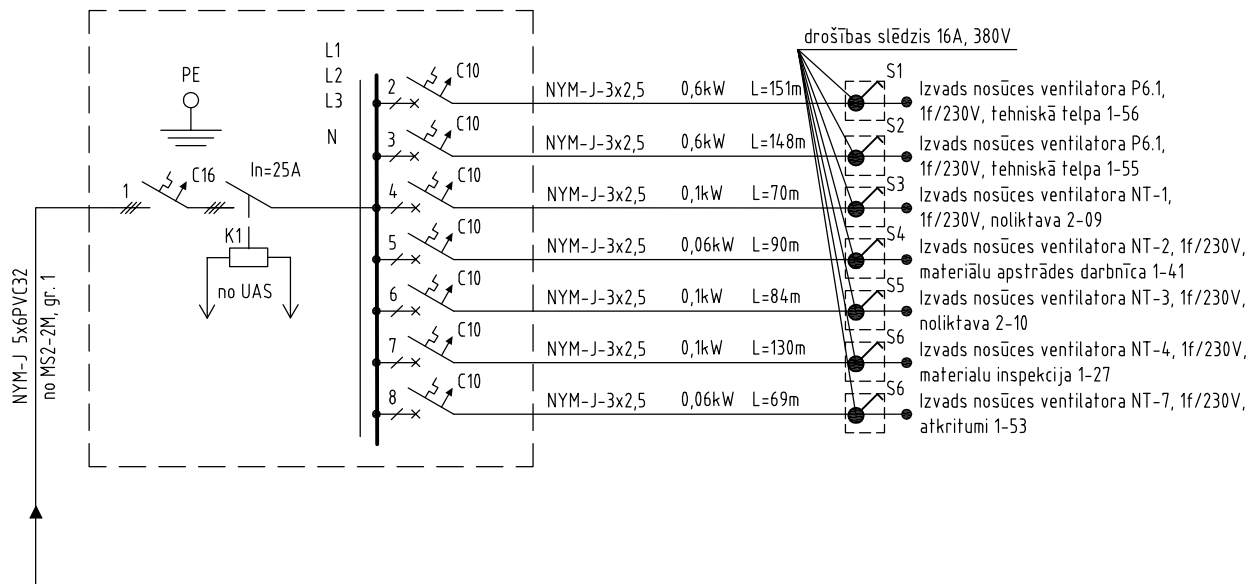 drošības slēdzis 16A, 380V
L1
L2
L3
N
PE
1
C16
In=25A
K1
no UAS
NYM-J 5x6PVC32
no MS2-2M, gr. 1
2 C10 NYM-J-3x2,5 0,6kW L=151m S1
Izvads nosūces ventilatora P6.1,
1f/230V, tehniskā telpa 1-56
3 C10 NYM-J-3x2,5 0,6kW L=148m S2
Izvads nosūces ventilatora P6.1,
1f/230V, tehniskā telpa 1-55
4 C10 NYM-J-3x2,5 0,1kW L=70m S3
Izvads nosūces ventilatora NT-1,
1f/230V, noliktava 2-09
5 C10 NYM-J-3x2,5 0,06kW L=90m S4
Izvads nosūces ventilatora NT-2, 1f/230V,
materiālu apstrādes darbnīca 1-41
6 C10 NYM-J-3x2,5 0,1kW L=84m S5
Izvads nosūces ventilatora NT-3, 1f/230V,
noliktava 2-10
7 C10 NYM-J-3x2,5 0,1kW L=130m S6
Izvads nosūces ventilatora NT-4, 1f/230V,
materialu inspekcija 1-27
8 C10 NYM-J-3x2,5 0,06kW L=69m S6
Izvads nosūces ventilatora NT-7, 1f/230V,
atkritumi 1-53